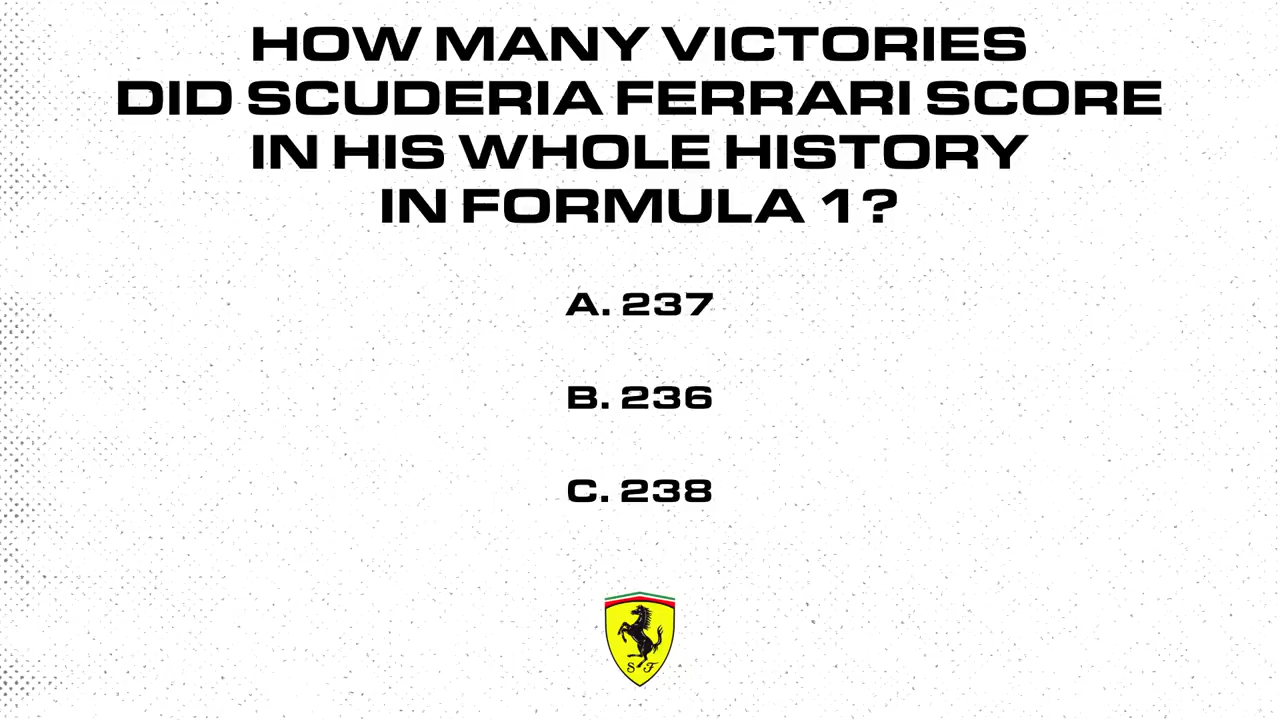 HOW MANY VICTORIES
DID SCUDERIA FERRARI SCORE
IN HIS WHOLE HISTORY
IN FORMULA 1?
A. 237
B. 236
C. 238
S F